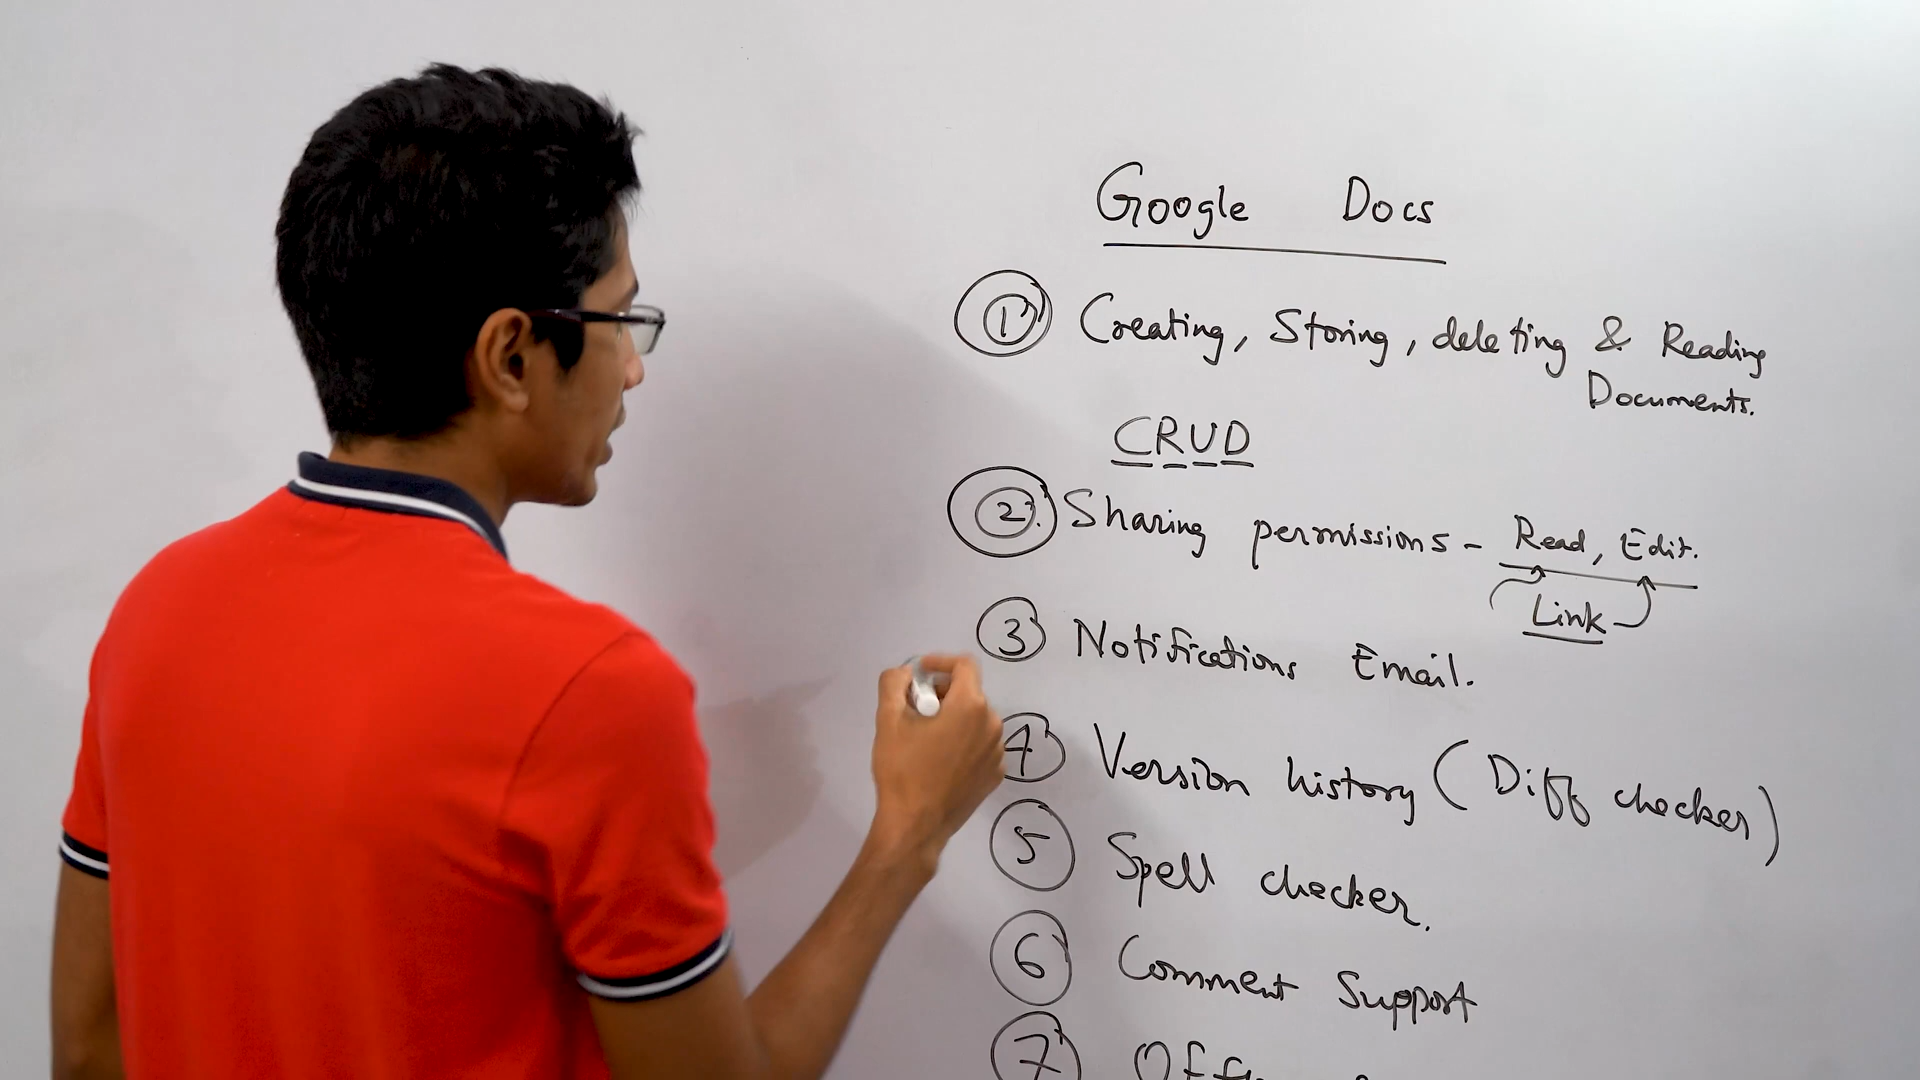 Google Docs
1 Creating, Storing, deleting & Reading
Documents.
CRUD
2. Sharing permissions - Read, Edit.
Link
3 Notifications Email.
4 Version history (Diff checker)
5 Spell checker.
6 Comment Support
7